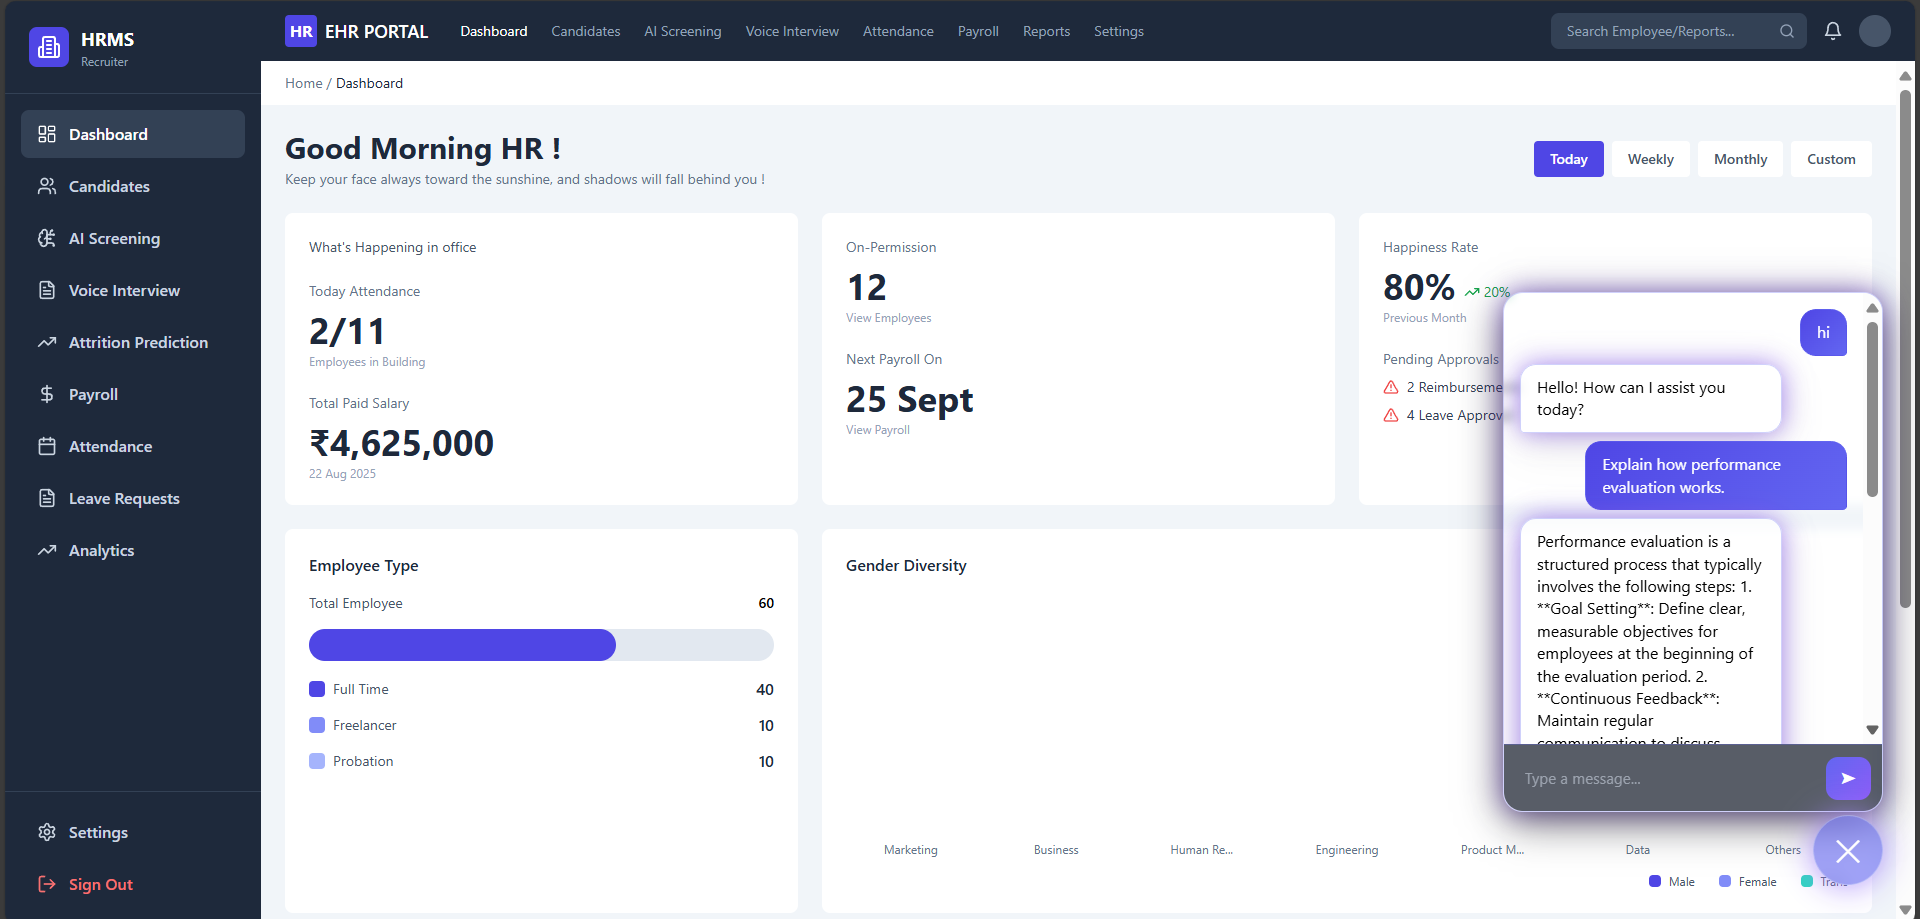 HRMS
Recruiter
Dashboard
Candidates
AI Screening
Voice Interview
Attrition Prediction
Payroll
Attendance
Leave Requests
Analytics
Settings
Sign Out
HR EHR PORTAL Dashboard Candidates AI Screening Voice Interview Attendance Payroll Reports Settings Search Employee/Reports...
Home / Dashboard
Good Morning HR !
Keep your face always toward the sunshine, and shadows will fall behind you !
Today Weekly Monthly Custom
What's Happening in office
Today Attendance
2/11
Employees in Building
Total Paid Salary
₹4,625,000
22 Aug 2025
On-Permission
12
View Employees
Next Payroll On
25 Sept
View Payroll
Happiness Rate
80% 20%
Previous Month
Pending Approvals
2 Reimburseme
4 Leave Approv
Employee Type
Total Employee 60
Full Time 40
Freelancer 10
Probation 10
Gender Diversity
Marketing Business Human Re... Engineering Product M... Data Others
Male Female Trans
hi
Hello! How can I assist you
today?
Explain how performance
evaluation works.
Performance evaluation is a
structured process that typically
involves the following steps: 1.
**Goal Setting**: Define clear,
measurable objectives for
employees at the beginning of
the evaluation period. 2.
**Continuous Feedback**:
Maintain regular
communication to discuss
Type a message...